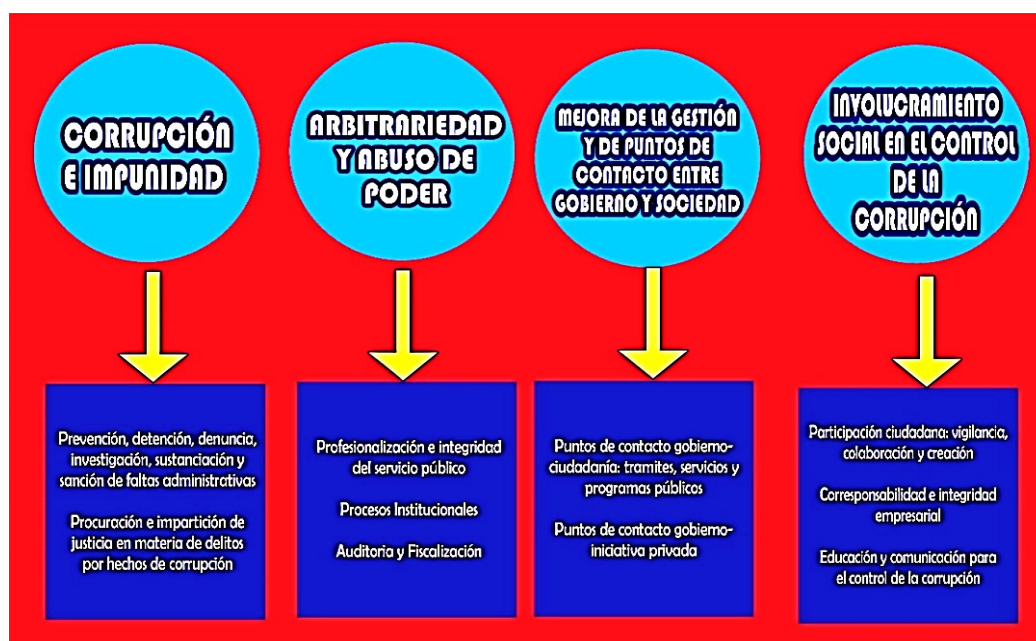 CORRUPCIÓN
E IMPUNIDAD
ARBITRARIEDAD
Y ABUSO DE
PODER
MEJORA DE LA GESTIÓN
Y DE PUNTOS DE
CONTACTO ENTRE
GOBIERNO Y SOCIEDAD
INVOLUCRAMIENTO
SOCIAL EN EL CONTROL
DE LA
CORRUPCIÓN
Prevención, detención, denuncia,
investigación, sustanciación y
sanción de faltas administrativas
Procuración e impartición de
justicia en materia de delitos
por hechos de corrupción
Profesionalización e integridad
del servicio público
Procesos Institucionales
Auditoria y Fiscalización
Puntos de contacto gobierno-
ciudadanía: tramites, servicios y
programas públicos
Puntos de contacto gobierno-
iniciativa privada
Participación ciudadana: vigilancia,
colaboración y creación
Corresponsabilidad e integridad
empresarial
Educación y comunicación para
el control de la corrupción